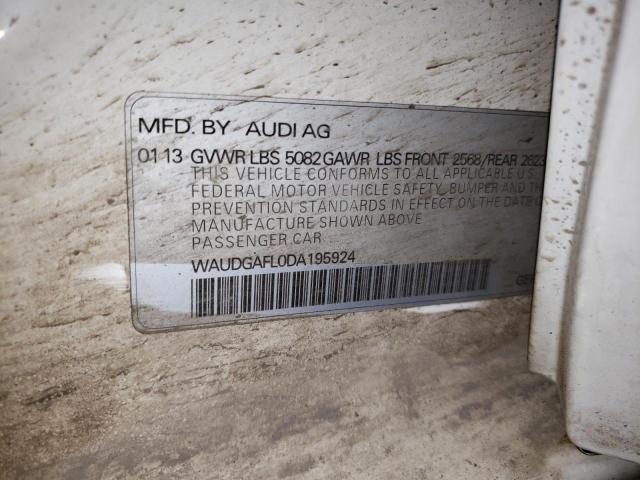 MFD. BY AUDI AG
01 13 GVWR LBS 5082 GAWR LBS FRONT 2568/REAR 2623
THIS VEHICLE CONFORMS TO ALL APPLICABLE U.S.
FEDERAL MOTOR VEHICLE SAFETY, BUMPER AND THE
PREVENTION STANDARDS IN EFFECT ON THE DATE O
MANUFACTURE SHOWN ABOVE
PASSENGER CAR
WAUDGAFL0DA195924